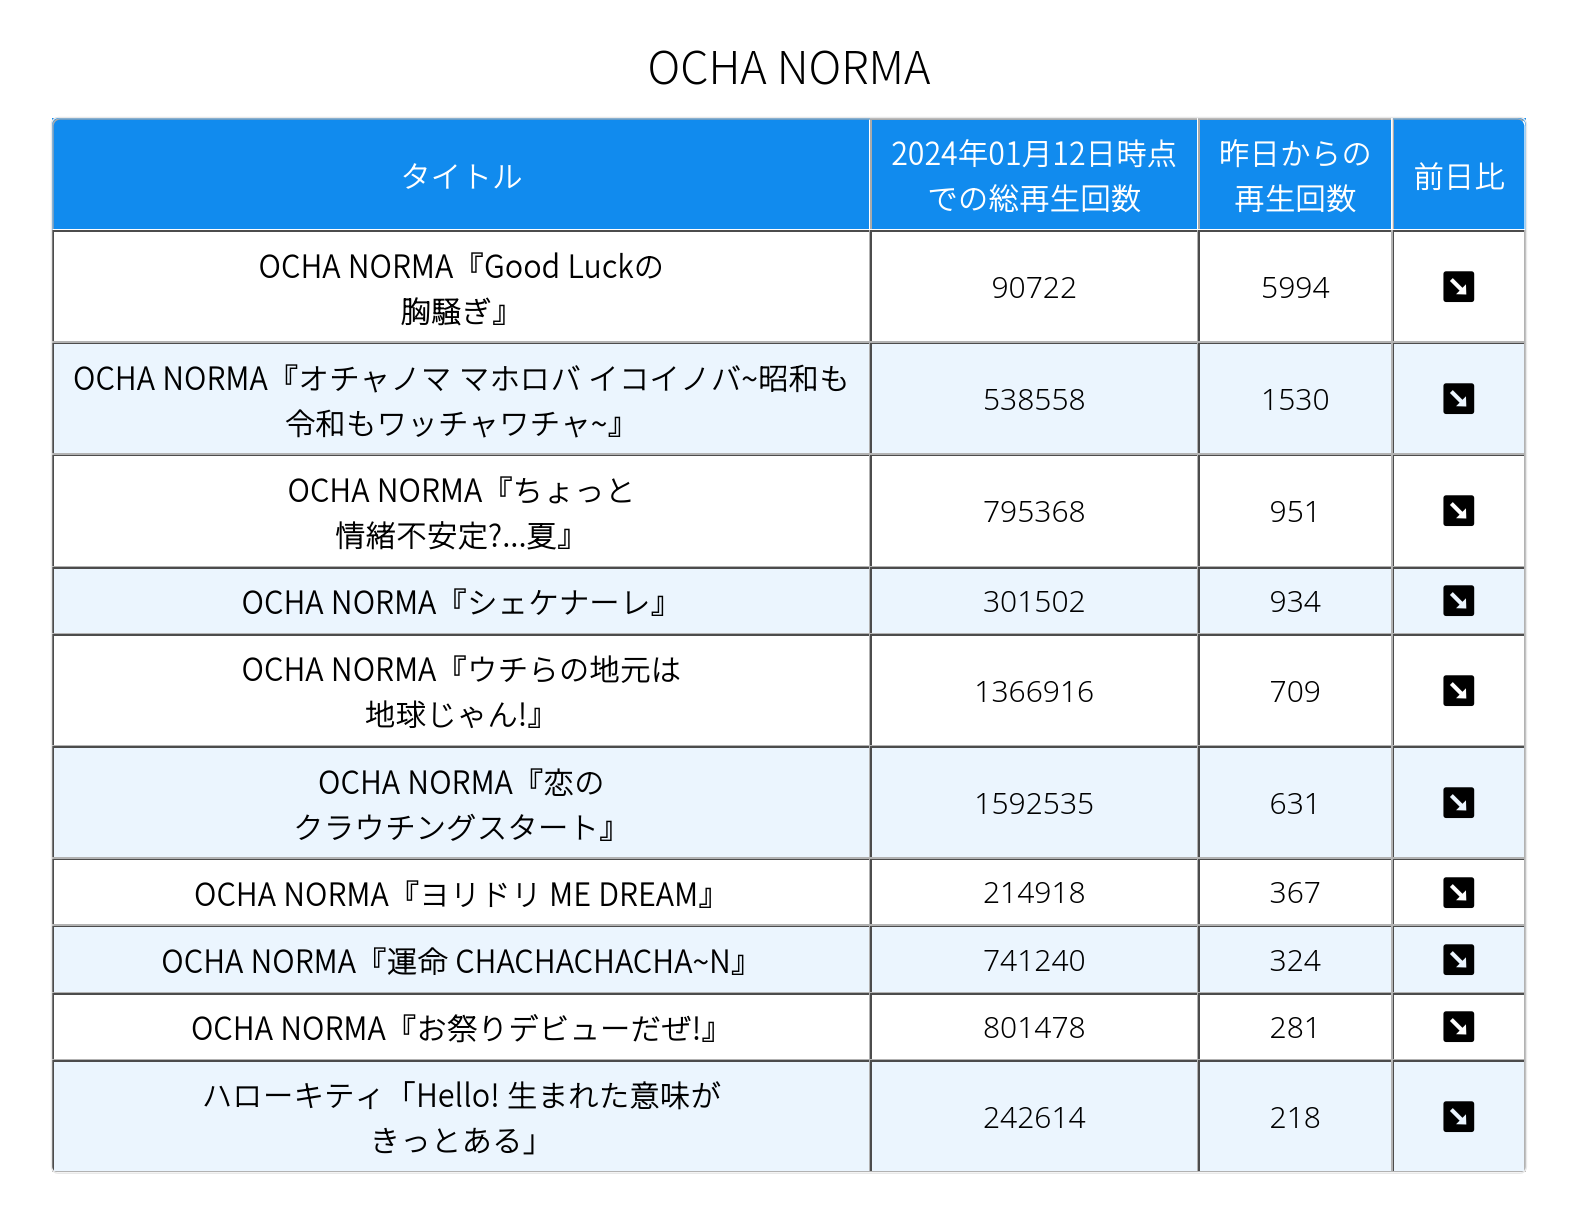 OCHA NORMA
タイトル
2024年01月12日時点
での総再生回数
昨日からの
再生回数
前日比
OCHA NORMA『Good Luckの
胸騒ぎ』
90722
5994
OCHA NORMA『オチャノマ マホロバ イコイノバ~昭和も
令和もワッチャワチャ~』
538558
1530
OCHA NORMA『ちょっと
情緒不安定?...夏』
795368
951
OCHA NORMA『シェケナーレ』
301502
934
OCHA NORMA『ウチらの地元は
地球じゃん!』
1366916
709
OCHA NORMA『恋の
クラウチングスタート』
1592535
631
OCHA NORMA『ヨリドリ ME DREAM』
214918
367
OCHA NORMA『運命 CHACHACHACHA~N』
741240
324
OCHA NORMA『お祭りデビューだぜ!』
801478
281
ハローキティ「Hello! 生まれた意味が
きっとある」
242614
218